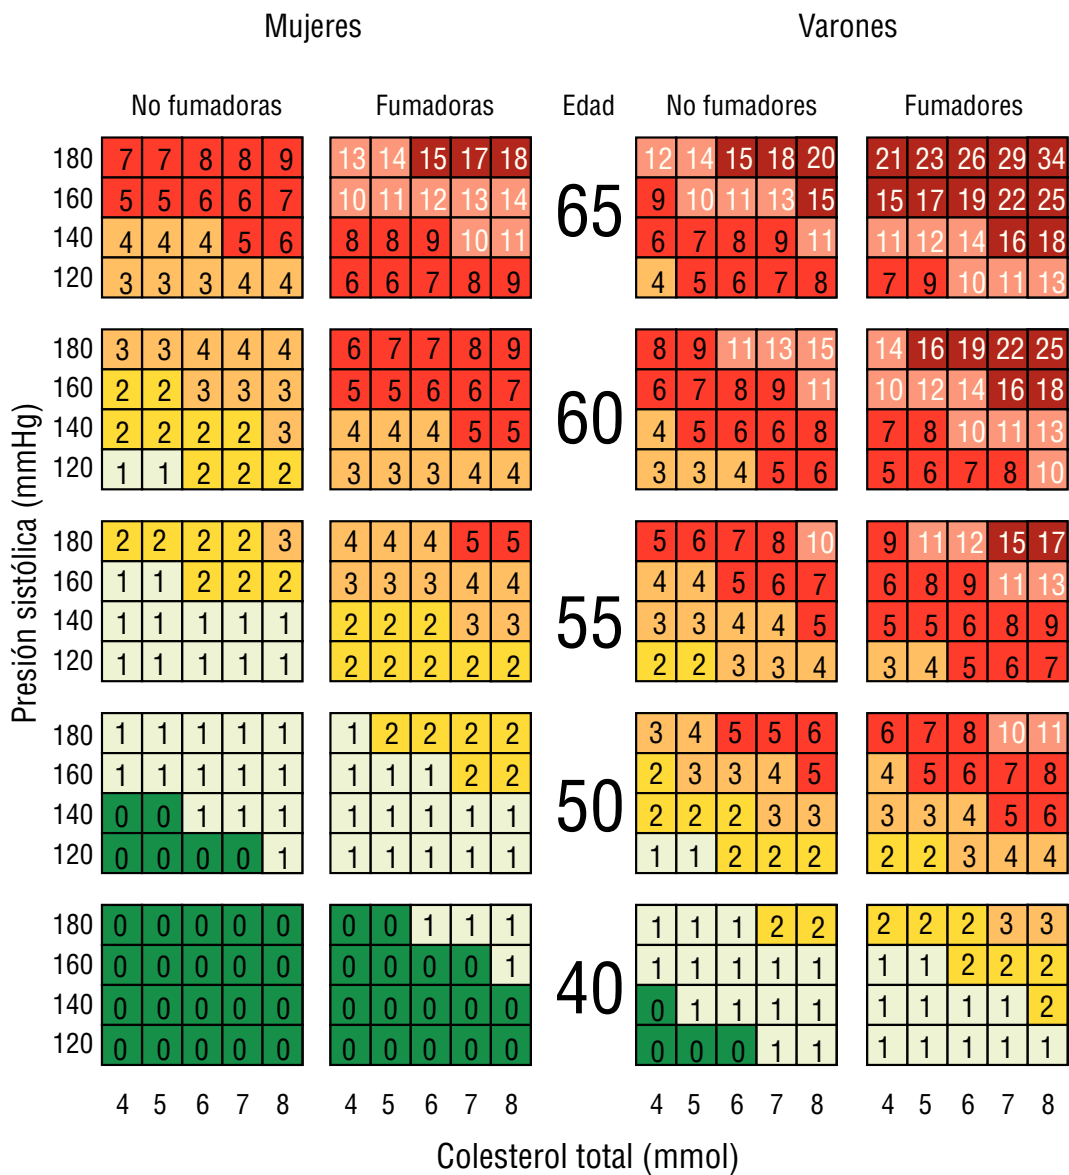 Mujeres Varones
No fumadoras Fumadoras Edad No fumadores Fumadores
180 7 7 8 8 9 13 14 15 17 18 12 14 15 18 20 21 23 26 29 34
160 5 5 6 6 7 10 11 12 13 14 9 10 11 13 15 15 17 19 22 25
65
140 4 4 4 5 6 8 8 9 10 11 6 7 8 9 11 11 12 14 16 18
120 3 3 3 4 4 6 6 7 8 9 4 5 6 7 8 7 9 10 11 13
180 3 3 4 4 4 6 7 7 8 9 8 9 11 13 15 14 16 19 22 25
160 2 2 3 3 3 5 5 6 6 7 6 7 8 9 11 10 12 14 16 18
60
140 2 2 2 2 3 4 4 4 5 5 4 5 6 6 8 7 8 10 11 13
120 1 1 2 2 2 3 3 3 4 4 3 3 4 5 6 5 6 7 8 10
180 2 2 2 2 3 4 4 4 5 5 5 6 7 8 10 9 11 12 15 17
160 1 1 2 2 2 3 3 3 4 4 4 4 5 6 7 6 8 9 11 13
55
140 1 1 1 1 1 2 2 2 3 3 3 3 4 4 5 5 5 6 8 9
120 1 1 1 1 1 2 2 2 2 2 2 2 3 3 4 3 4 5 6 7
180 1 1 1 1 1 1 2 2 2 2 3 4 5 5 6 6 7 8 10 11
160 1 1 1 1 1 1 1 1 2 2 2 3 3 4 5 4 5 6 7 8
50
140 0 0 1 1 1 1 1 1 1 1 2 2 2 3 3 3 3 4 5 6
120 0 0 0 0 1 1 1 1 1 1 1 1 2 2 2 2 2 3 4 4
180 0 0 0 0 0 0 0 1 1 1 1 1 1 2 2 2 2 2 3 3
160 0 0 0 0 0 0 0 0 0 1 1 1 1 1 1 1 1 2 2 2
40
140 0 0 0 0 0 0 0 0 0 0 0 1 1 1 1 1 1 1 1 2
120 0 0 0 0 0 0 0 0 0 0 0 0 0 1 1 1 1 1 1 1
4 5 6 7 8 4 5 6 7 8 4 5 6 7 8 4 5 6 7 8
Presión sistólica (mmHg)
Colesterol total (mmol)